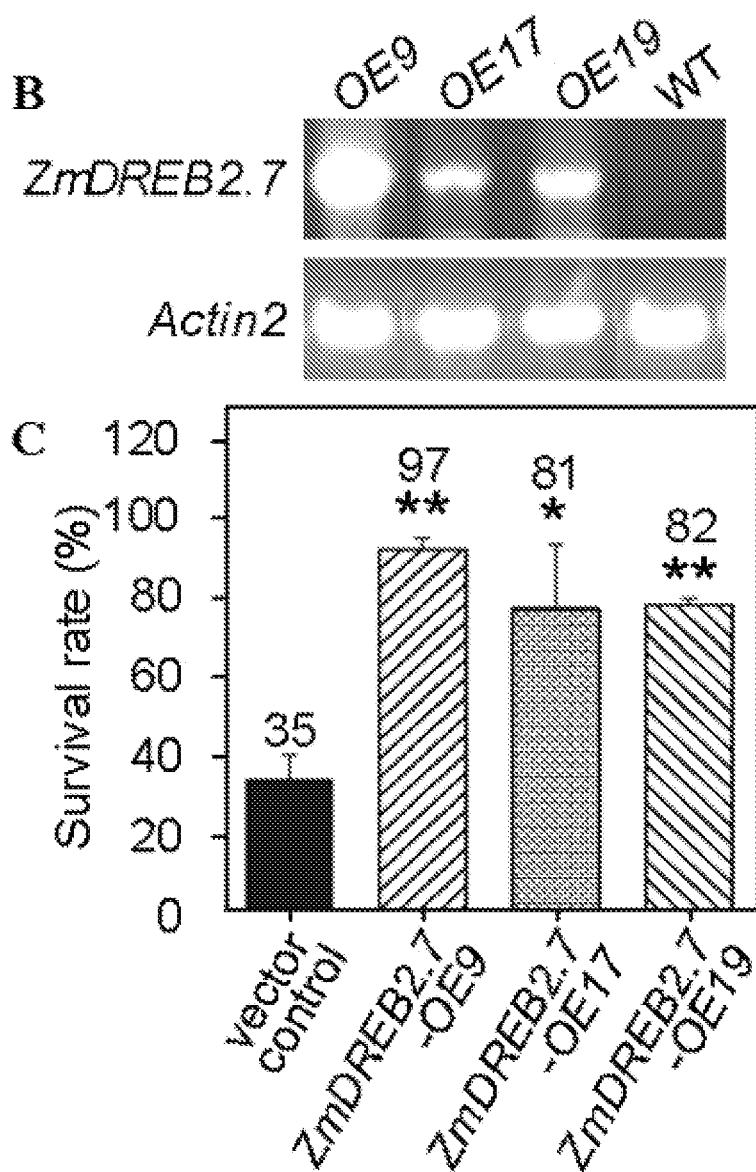 B
OE9 OE17 OE19 WT
ZmDREB2.7
Actin2
C
Survival rate (%)
120
100
80
60
40
20
0
35
97
**
81
*
82
**
vector
control
ZmDREB2.7
-OE9
ZmDREB2.7
-OE17
ZmDREB2.7
-OE19